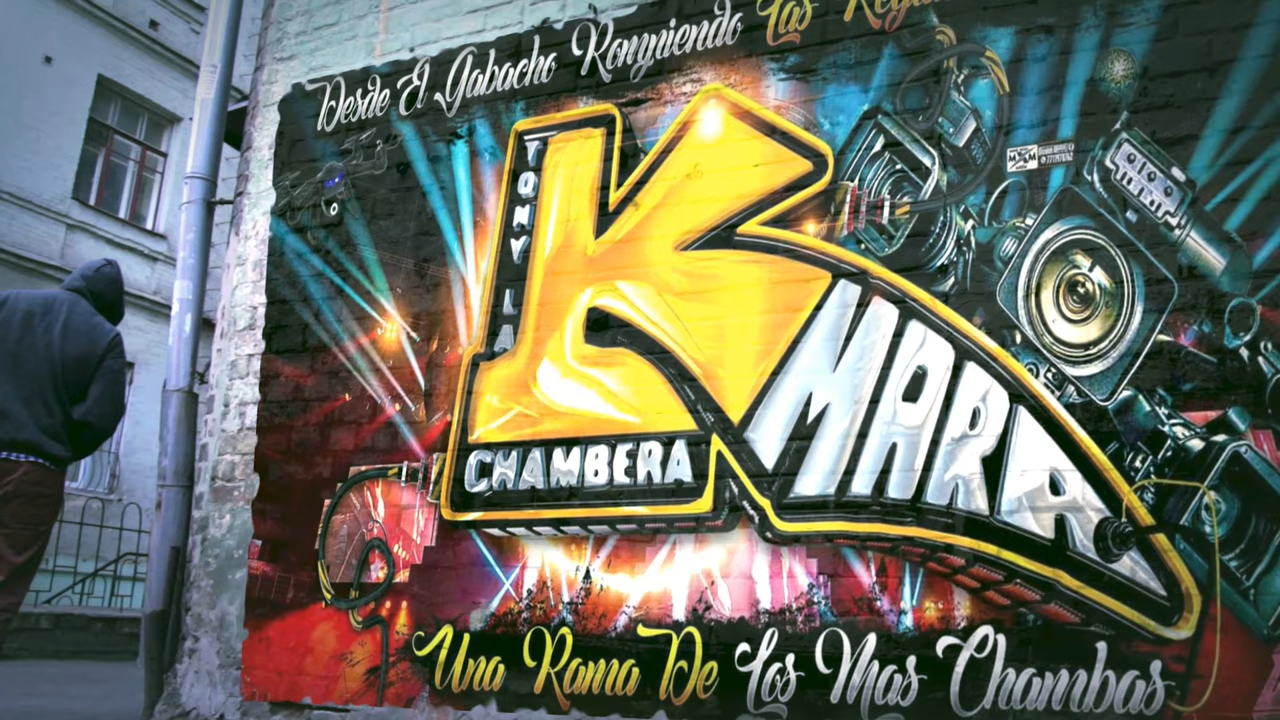 Desde El Gabacho Rompiendo Las
TONY LA
K
MARA
CHAMBERA
Una Rama De Los Mas Chambas